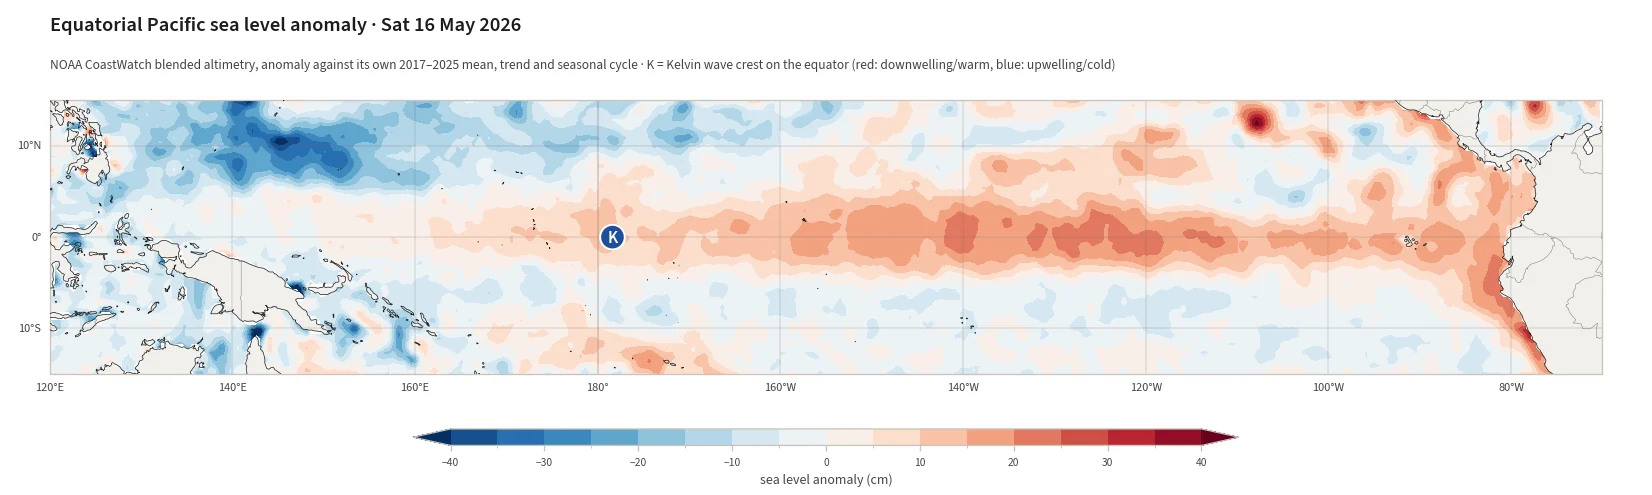 Equatorial Pacific sea level anomaly · Sat 16 May 2026
NOAA CoastWatch blended altimetry, anomaly against its own 2017–2025 mean, trend and seasonal cycle · K = Kelvin wave crest on the equator (red: downwelling/warm, blue: upwelling/cold)
10°N
0°
K
10°S
120°E 140°E 160°E 180° 160°W 140°W 120°W 100°W 80°W
−40 −30 −20 −10 0 10 20 30 40
sea level anomaly (cm)